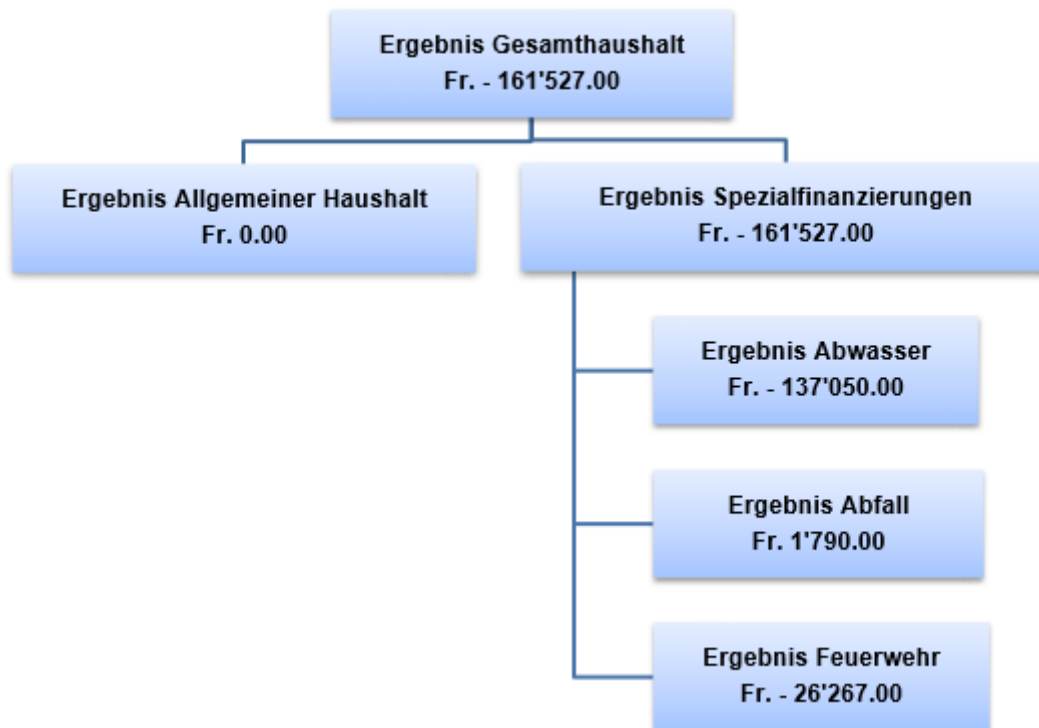 Ergebnis Gesamthaushalt
Fr. - 161'527.00
Ergebnis Allgemeiner Haushalt
Fr. 0.00
Ergebnis Spezialfinanzierungen
Fr. - 161'527.00
Ergebnis Abwasser
Fr. - 137'050.00
Ergebnis Abfall
Fr. 1'790.00
Ergebnis Feuerwehr
Fr. - 26'267.00